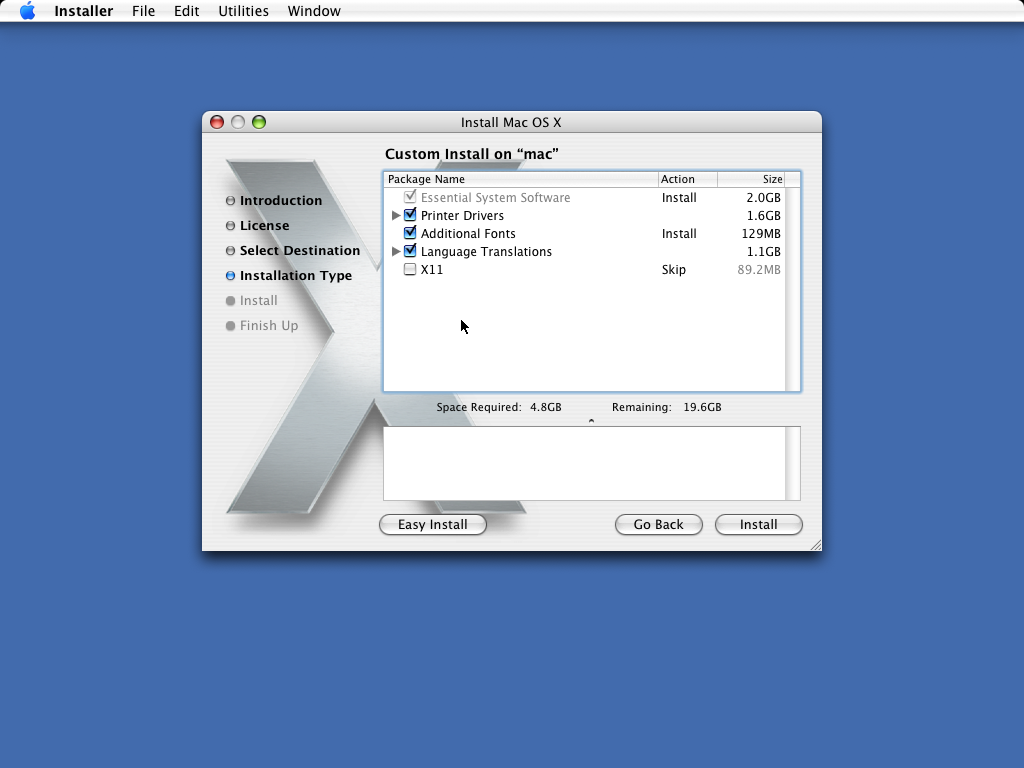 Installer File Edit Utilities Window
Install Mac OS X
Custom Install on “mac”
Introduction
License
Select Destination
Installation Type
Install
Finish Up
Package Name Action Size
Essential System Software Install 2.0GB
Printer Drivers 1.6GB
Additional Fonts Install 129MB
Language Translations 1.1GB
X11 Skip 89.2MB
Space Required: 4.8GB Remaining: 19.6GB
Easy Install Go Back Install